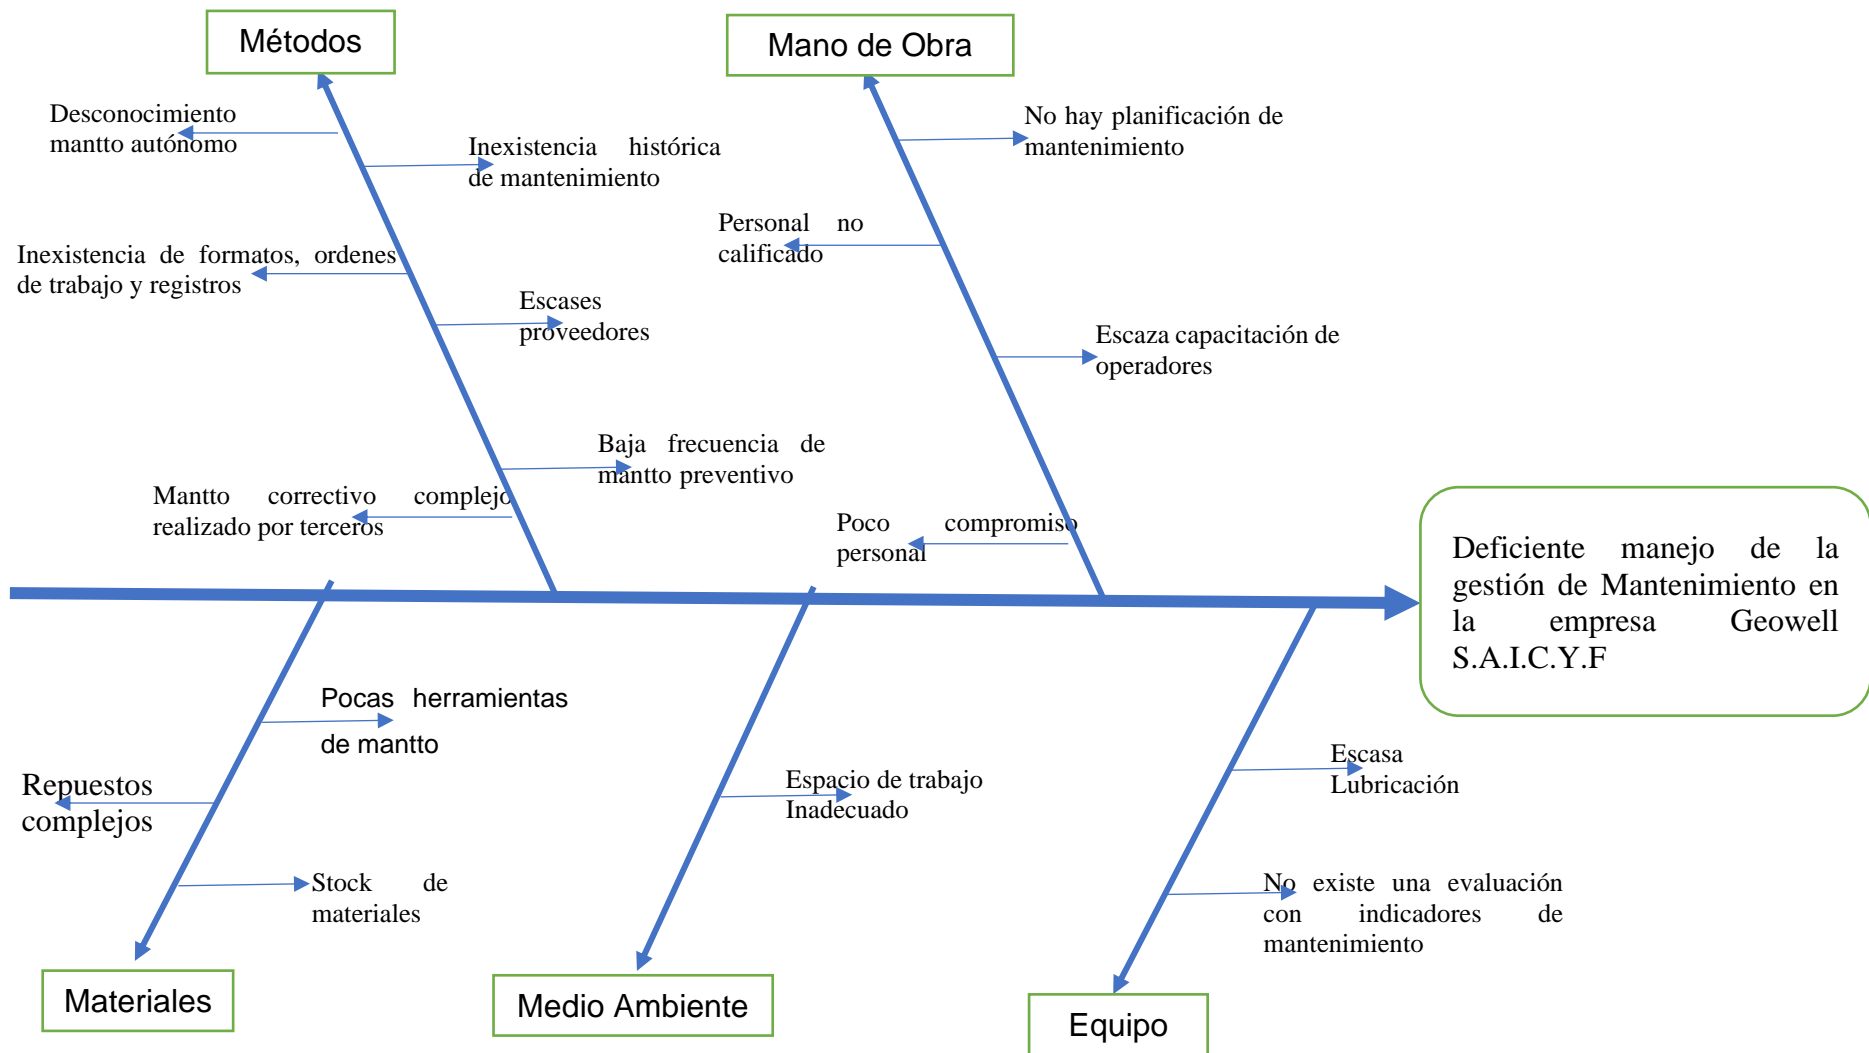 Métodos
Mano de Obra
Desconocimiento
mantto autónomo
Inexistencia histórica
de mantenimiento
No hay planificación de
mantenimiento
Personal no
calificado
Inexistencia de formatos, ordenes
de trabajo y registros
Escases
proveedores
Escaza capacitación de
operadores
Baja frecuencia de
mantto preventivo
Mantto correctivo complejo
realizado por terceros
Poco compromiso
personal
Deficiente manejo de la
gestión de Mantenimiento en
la empresa Geowell
S.A.I.C.Y.F
Pocas herramientas
de mantto
Repuestos
complejos
Stock de
materiales
Espacio de trabajo
Inadecuado
Escasa
Lubricación
No existe una evaluación
con indicadores de
mantenimiento
Materiales
Medio Ambiente
Equipo